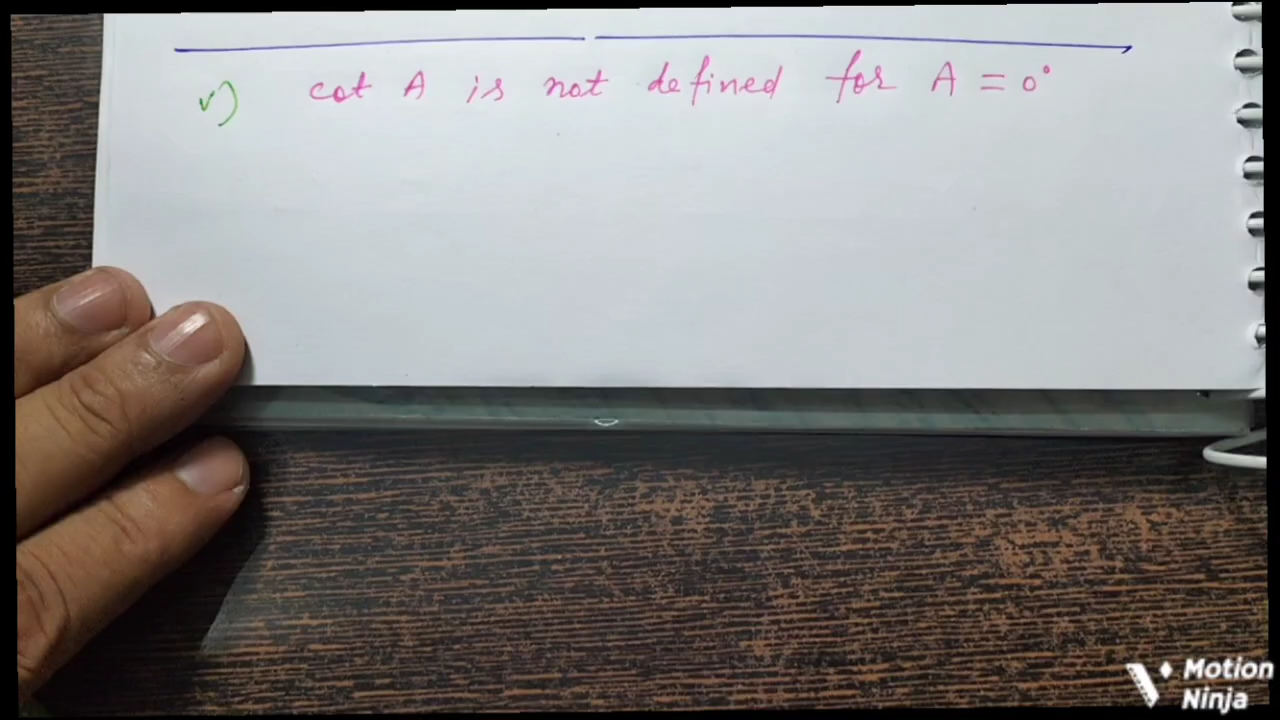 v) cot A is not defined for A = 0°
Motion
Ninja